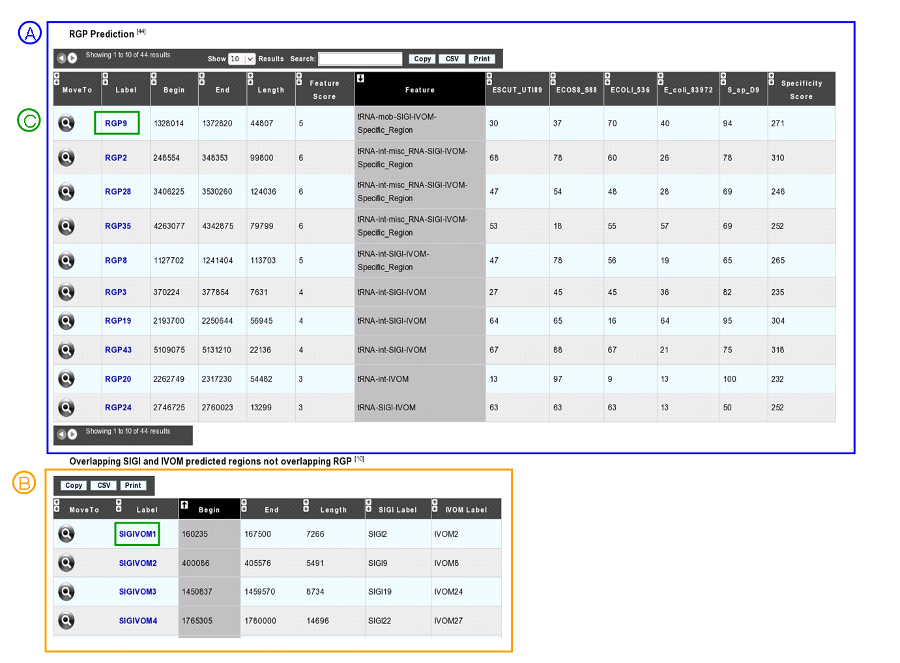 A
RGP Prediction [44]
Showing 1 to 10 of 44 results Show 10 Results Search: Copy CSV Print
MoveTo Label Begin End Length Feature Score Feature ESCUT_UTI89 ECOS8_S88 ECOLI_536 E_coli_83972 S_sp_D9 Specificity Score
C
RGP9 1328014 1372820 44807 5 tRNA-mob-SIGI-IVOM-Specific_Region 30 37 70 40 94 271
RGP2 248554 348353 99800 6 tRNA-int-misc_RNA-SIGI-IVOM-Specific_Region 68 78 60 26 78 310
RGP28 3406225 3530260 124036 6 tRNA-int-misc_RNA-SIGI-IVOM-Specific_Region 47 54 48 28 69 246
RGP35 4263077 4342875 79799 6 tRNA-int-misc_RNA-SIGI-IVOM-Specific_Region 53 18 55 57 69 252
RGP8 1127702 1241404 113703 5 tRNA-int-SIGI-IVOM-Specific_Region 47 78 56 19 65 265
RGP3 370224 377854 7631 4 tRNA-int-SIGI-IVOM 27 45 45 36 82 235
RGP19 2193700 2250644 56945 4 tRNA-int-SIGI-IVOM 64 65 16 64 95 304
RGP43 5109075 5131210 22136 4 tRNA-int-SIGI-IVOM 67 88 67 21 75 318
RGP20 2262749 2317230 54482 3 tRNA-int-IVOM 13 97 9 13 100 232
RGP24 2746725 2760023 13299 3 tRNA-SIGI-IVOM 63 63 63 13 50 252
Showing 1 to 10 of 44 results
Overlapping SIGI and IVOM predicted regions not overlapping RGP [10]
B
Copy CSV Print
MoveTo Label Begin End Length SIGI Label IVOM Label
SIGIVOM1 160235 167500 7266 SIGI2 IVOM2
SIGIVOM2 400086 405576 5491 SIGI9 IVOM8
SIGIVOM3 1450837 1459570 8734 SIGI19 IVOM24
SIGIVOM4 1765305 1780000 14696 SIGI22 IVOM27